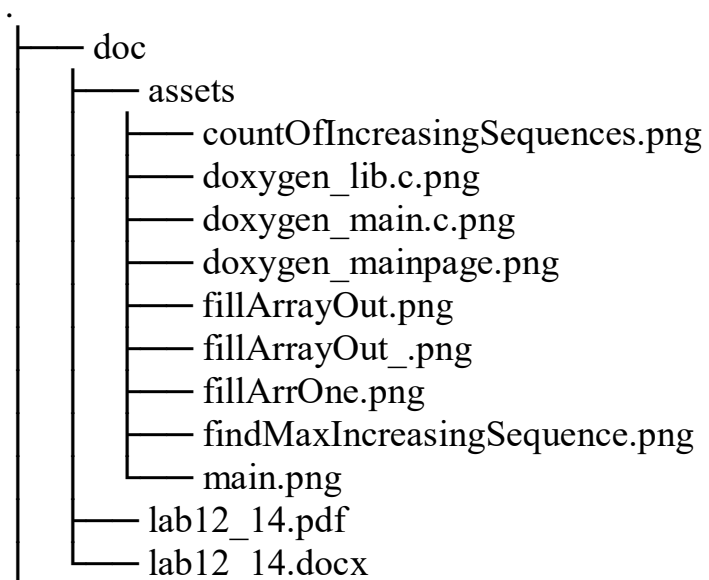 .
├── doc
│   ├── assets
│   │   ├── countOfIncreasingSequences.png
│   │   ├── doxygen_lib.c.png
│   │   ├── doxygen_main.c.png
│   │   ├── doxygen_mainpage.png
│   │   ├── fillArrayOut.png
│   │   ├── fillArrayOut_.png
│   │   ├── fillArrOne.png
│   │   ├── findMaxIncreasingSequence.png
│   │   └── main.png
│   ├── lab12_14.pdf
│   └── lab12_14.docx